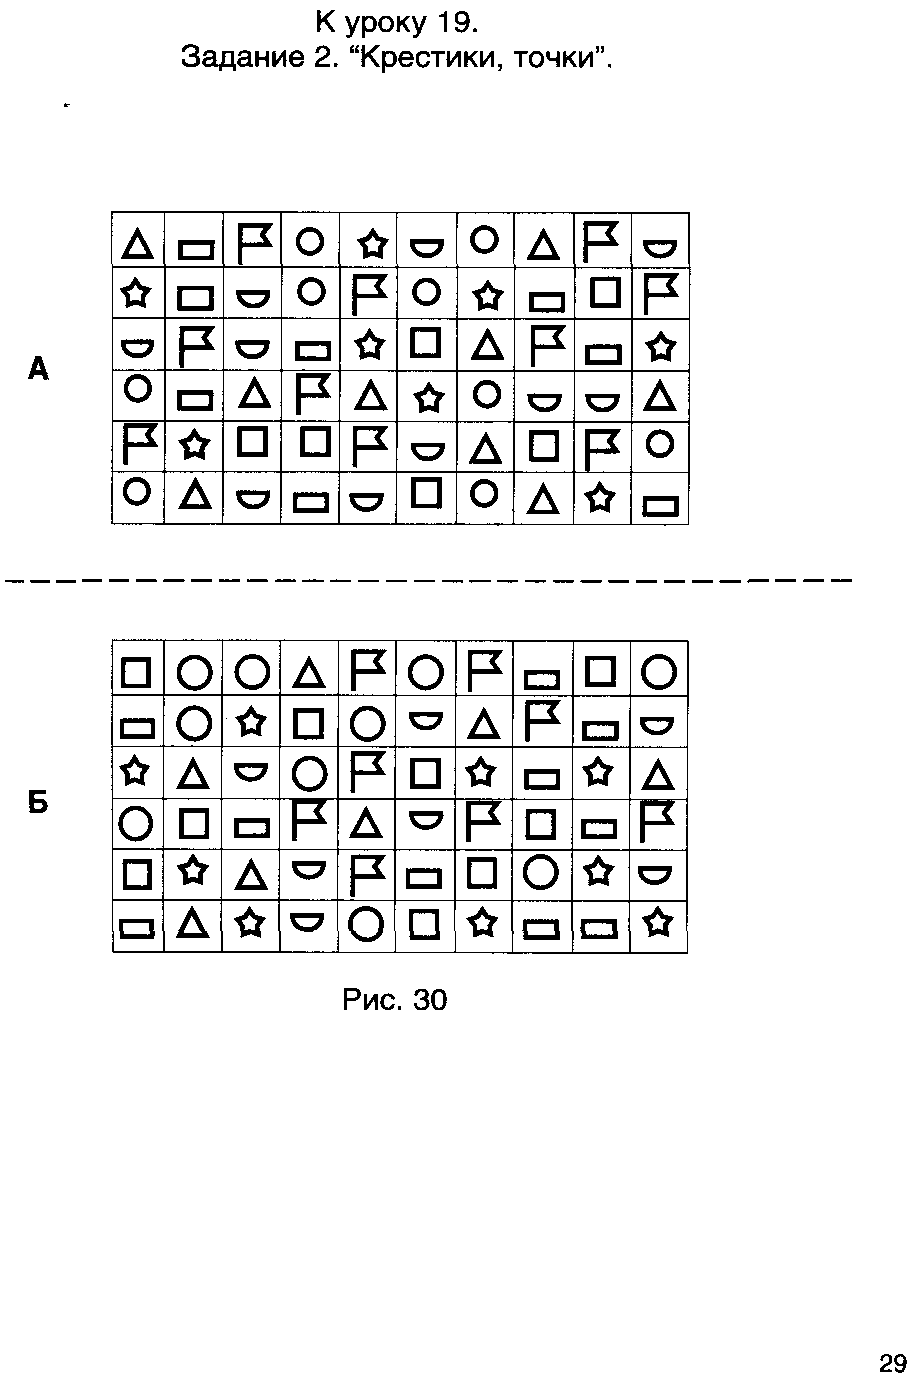 К уроку 19.
Задание 2. “Крестики, точки”.
А
Б
Рис. 30
29